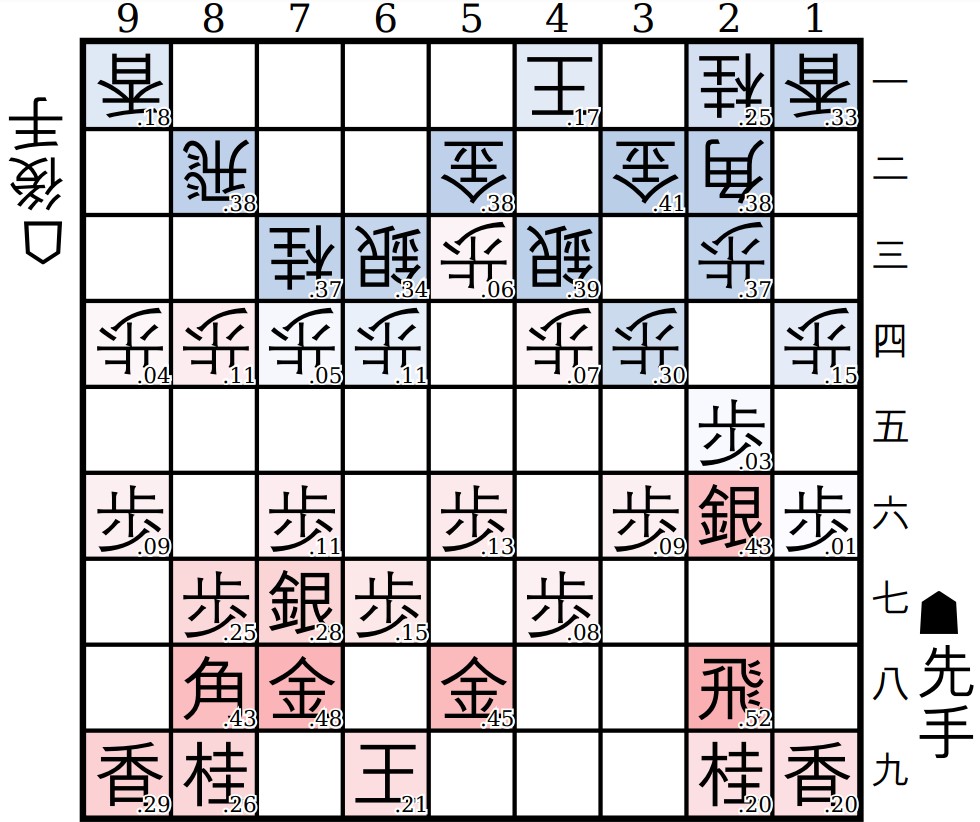 9 8 7 6 5 4 3 2 1
香 王 桂 香 一
.18 .17 .25 .33
飛 金 金 角 二
.38 .38 .41 .38
桂 銀 歩 銀 歩 三
.37 .34 .06 .39 .37
歩 歩 歩 歩 歩 歩 歩 四
.04 .11 .05 .11 .07 .30 .15
歩 五
.03
歩 歩 歩 歩 銀 歩 六
.09 .11 .13 .09 .43 .01
歩 銀 歩 歩 七
.25 .28 .15 .08
角 金 金 飛 八
.43 .48 .45 .52
香 桂 王 桂 香 九
.29 .26 .21 .20 .20
☖後手
☗先手